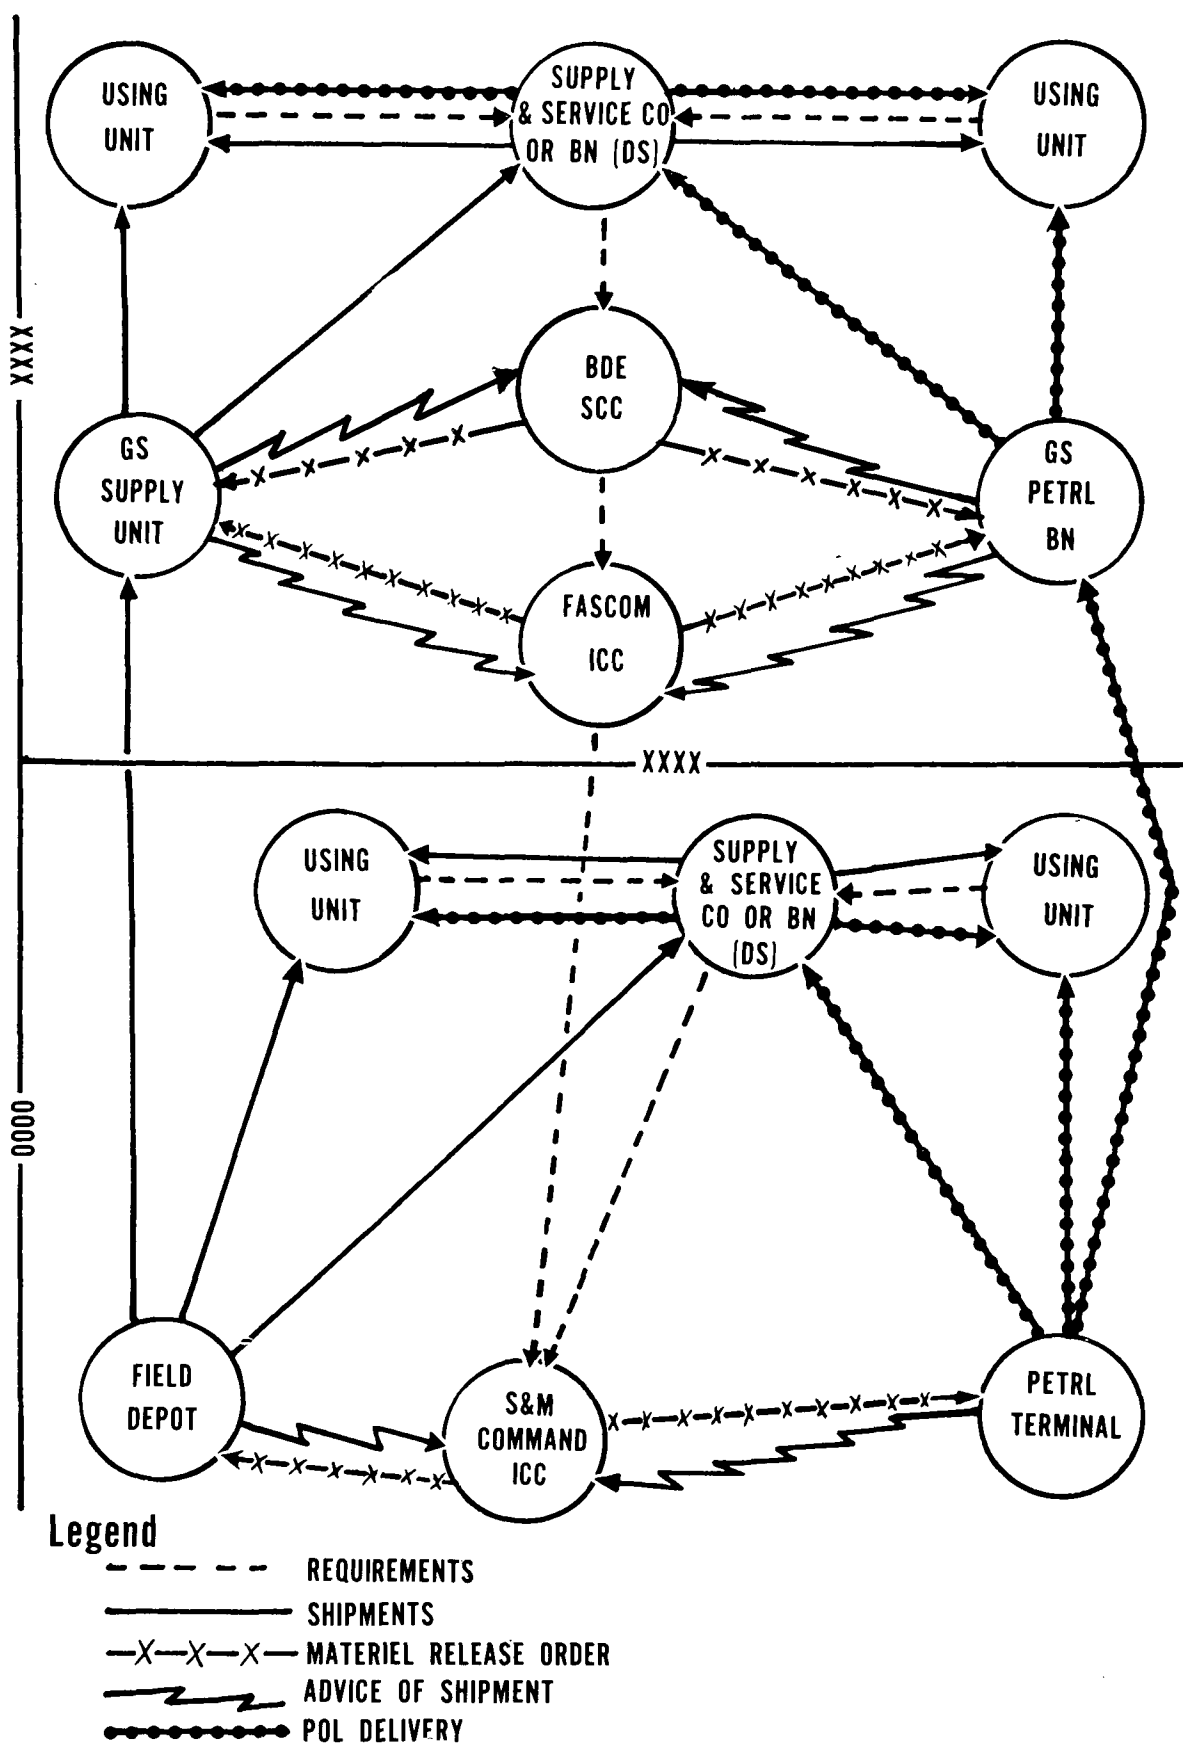 USING
UNIT
SUPPLY
& SERVICE CO
OR BN (DS)
USING
UNIT
XXXX
BDE
SCC
GS
SUPPLY
UNIT
GS
PETRL
BN
FASCOM
ICC
XXXX
USING
UNIT
SUPPLY
& SERVICE
CO OR BN
(DS)
USING
UNIT
0000
FIELD
DEPOT
S&M
COMMAND
ICC
PETRL
TERMINAL
Legend
REQUIREMENTS
SHIPMENTS
MATERIEL RELEASE ORDER
ADVICE OF SHIPMENT
POL DELIVERY